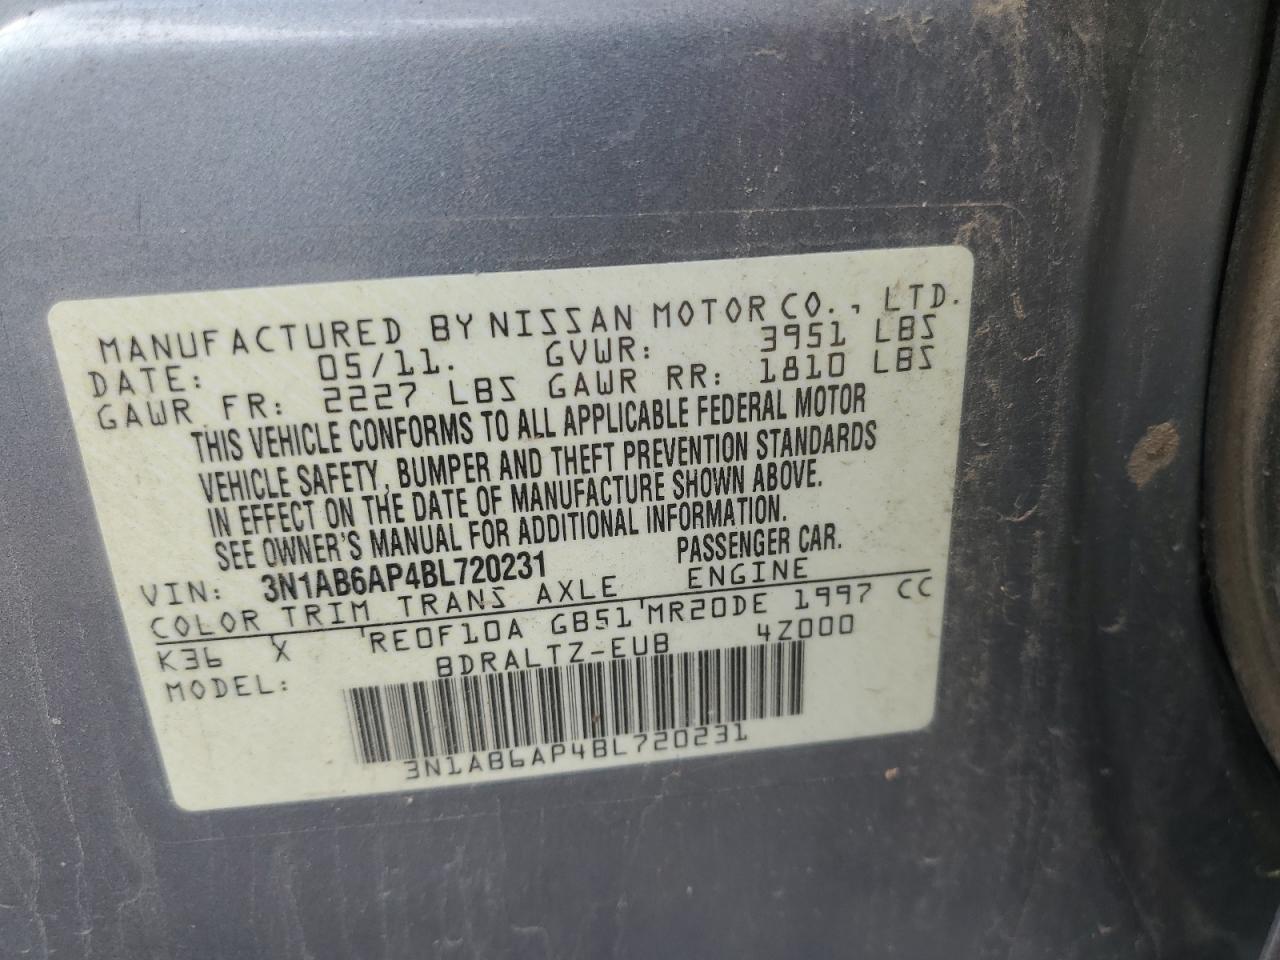 MANUFACTURED BY NISSAN MOTOR CO., LTD.
DATE: 05/11. GVWR: 3951 LBS
GAWR FR: 2227 LBS GAWR RR: 1810 LBS
THIS VEHICLE CONFORMS TO ALL APPLICABLE FEDERAL MOTOR
VEHICLE SAFETY, BUMPER AND THEFT PREVENTION STANDARDS
IN EFFECT ON THE DATE OF MANUFACTURE SHOWN ABOVE.
SEE OWNER'S MANUAL FOR ADDITIONAL INFORMATION.
VIN: 3N1AB6AP4BL720231 PASSENGER CAR.
COLOR TRIM TRANS AXLE ENGINE
K36 X RE0F10A GB51 MR20DE 1997 CC
MODEL: BDRALTZ-EUB 4Z000
3N1AB6AP4BL720231